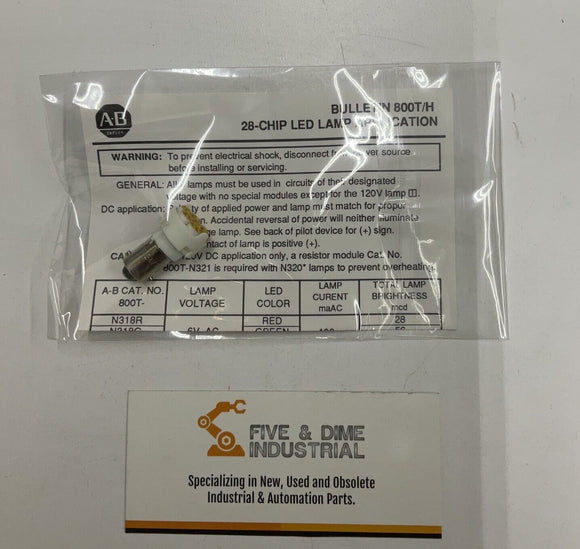 A·B
BULLETIN 800T/H
28-CHIP LED LAMP
WARNING: To prevent electrical shock, disconnect source
before installing or servicing.
GENERAL: All lamps must be used in circuits of their designated
voltage with no special modules except for the 120V lamp
DC application: of applied power and lamp must match for proper
Accidental reversal of power will neither illuminate
lamp. See back of pilot device for (+) sign.
contact of lamp is positive (+).
DC application only, a resistor module Cat. No.
800T-N321 is required with N320* lamps to prevent overheating.
A-B CAT. NO. 800T- LAMP VOLTAGE LED COLOR LAMP CURENT maAC TOTAL LAMP BRIGHTNESS mcd
N318R RED 28
N318G 6V AC GREEN 56
FIVE & DIME
INDUSTRIAL
Specializing in New, Used and Obsolete
Industrial & Automation Parts.